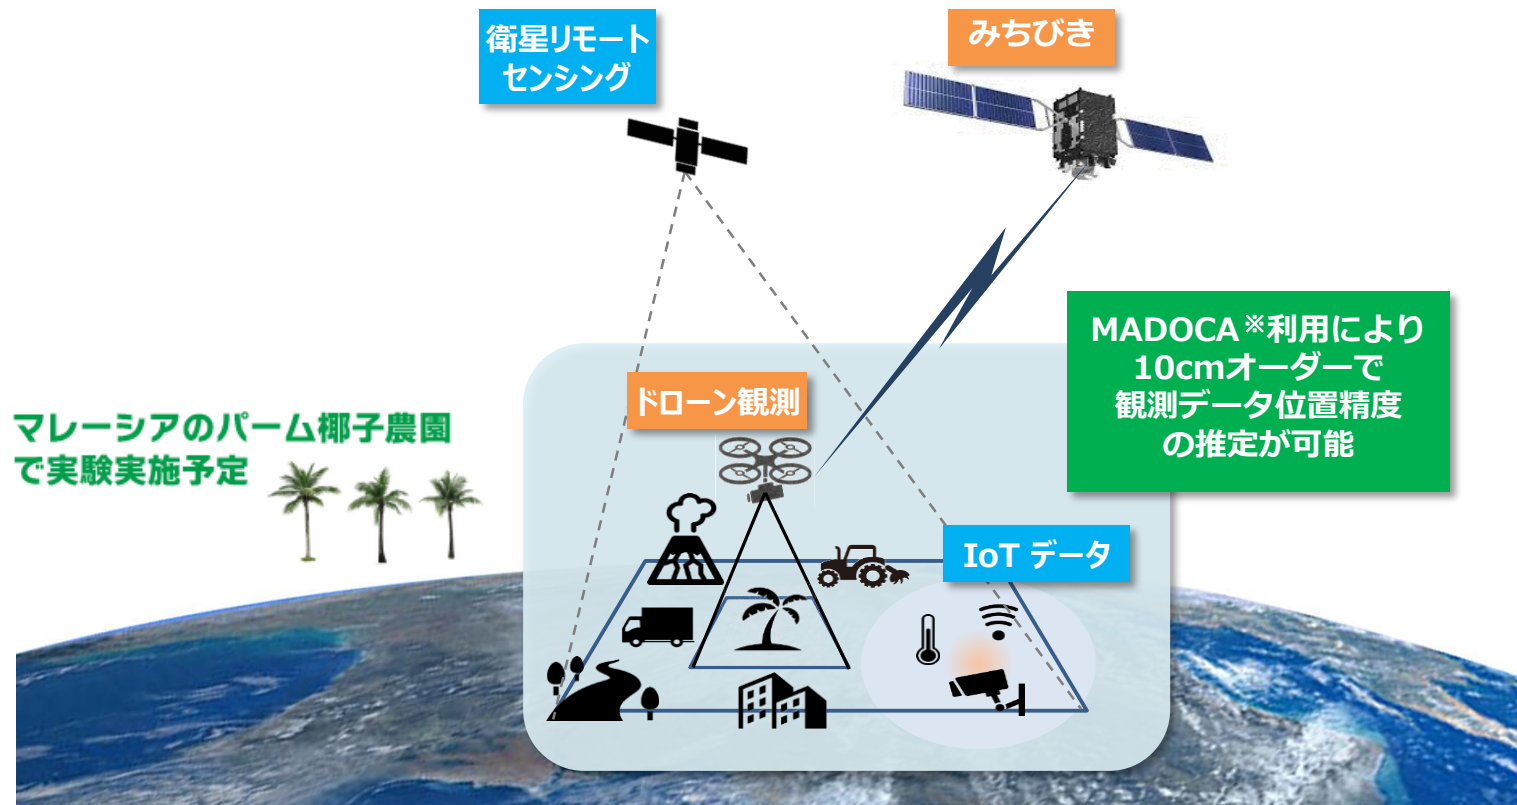 衛星リモート
センシング
みちびき
MADOCA※利用により
10cmオーダーで
観測データ位置精度
の推定が可能
ドローン観測
マレーシアのパーム椰子農園
で実験実施予定
IoT データ